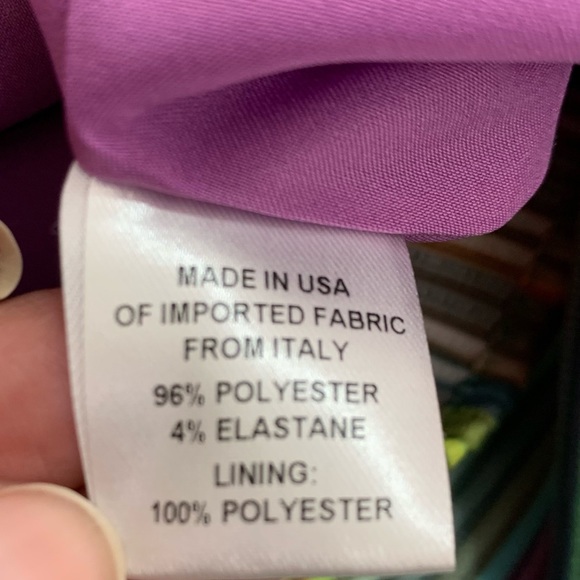 MADE IN USA
OF IMPORTED FABRIC
FROM ITALY
96% POLYESTER
4% ELASTANE
LINING:
100% POLYESTER